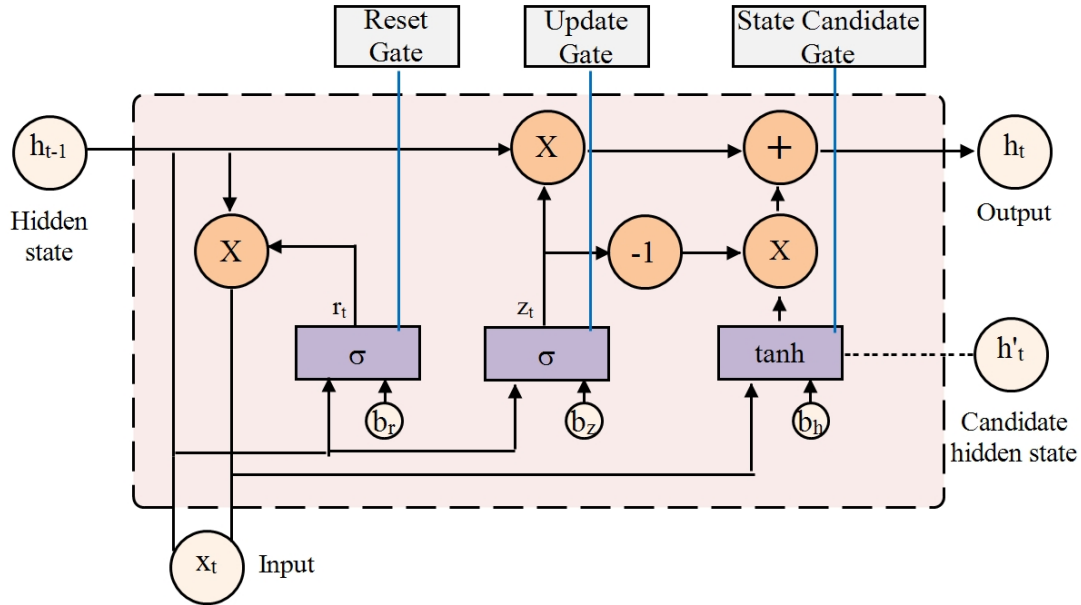 Reset
Gate
Update
Gate
State Candidate
Gate
hₜ₋₁
X
+
hₜ
Hidden
state
Output
X
-1
X
rₜ
zₜ
σ
σ
tanh
h'ₜ
bᵣ
b_z
bₕ
Candidate
hidden state
xₜ
Input